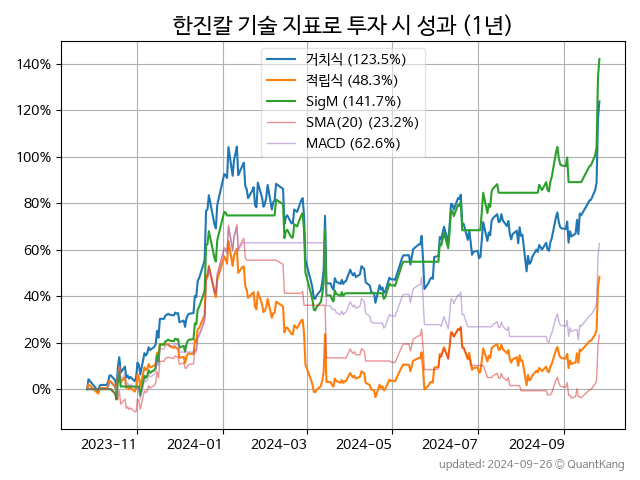 한진칼 기술 지표로 투자 시 성과 (1년)
거치식 (123.5%)
적립식 (48.3%)
SigM (141.7%)
SMA(20) (23.2%)
MACD (62.6%)
140%
120%
100%
80%
60%
40%
20%
0%
2023-11 2024-01 2024-03 2024-05 2024-07 2024-09
updated: 2024-09-26 © QuantKang